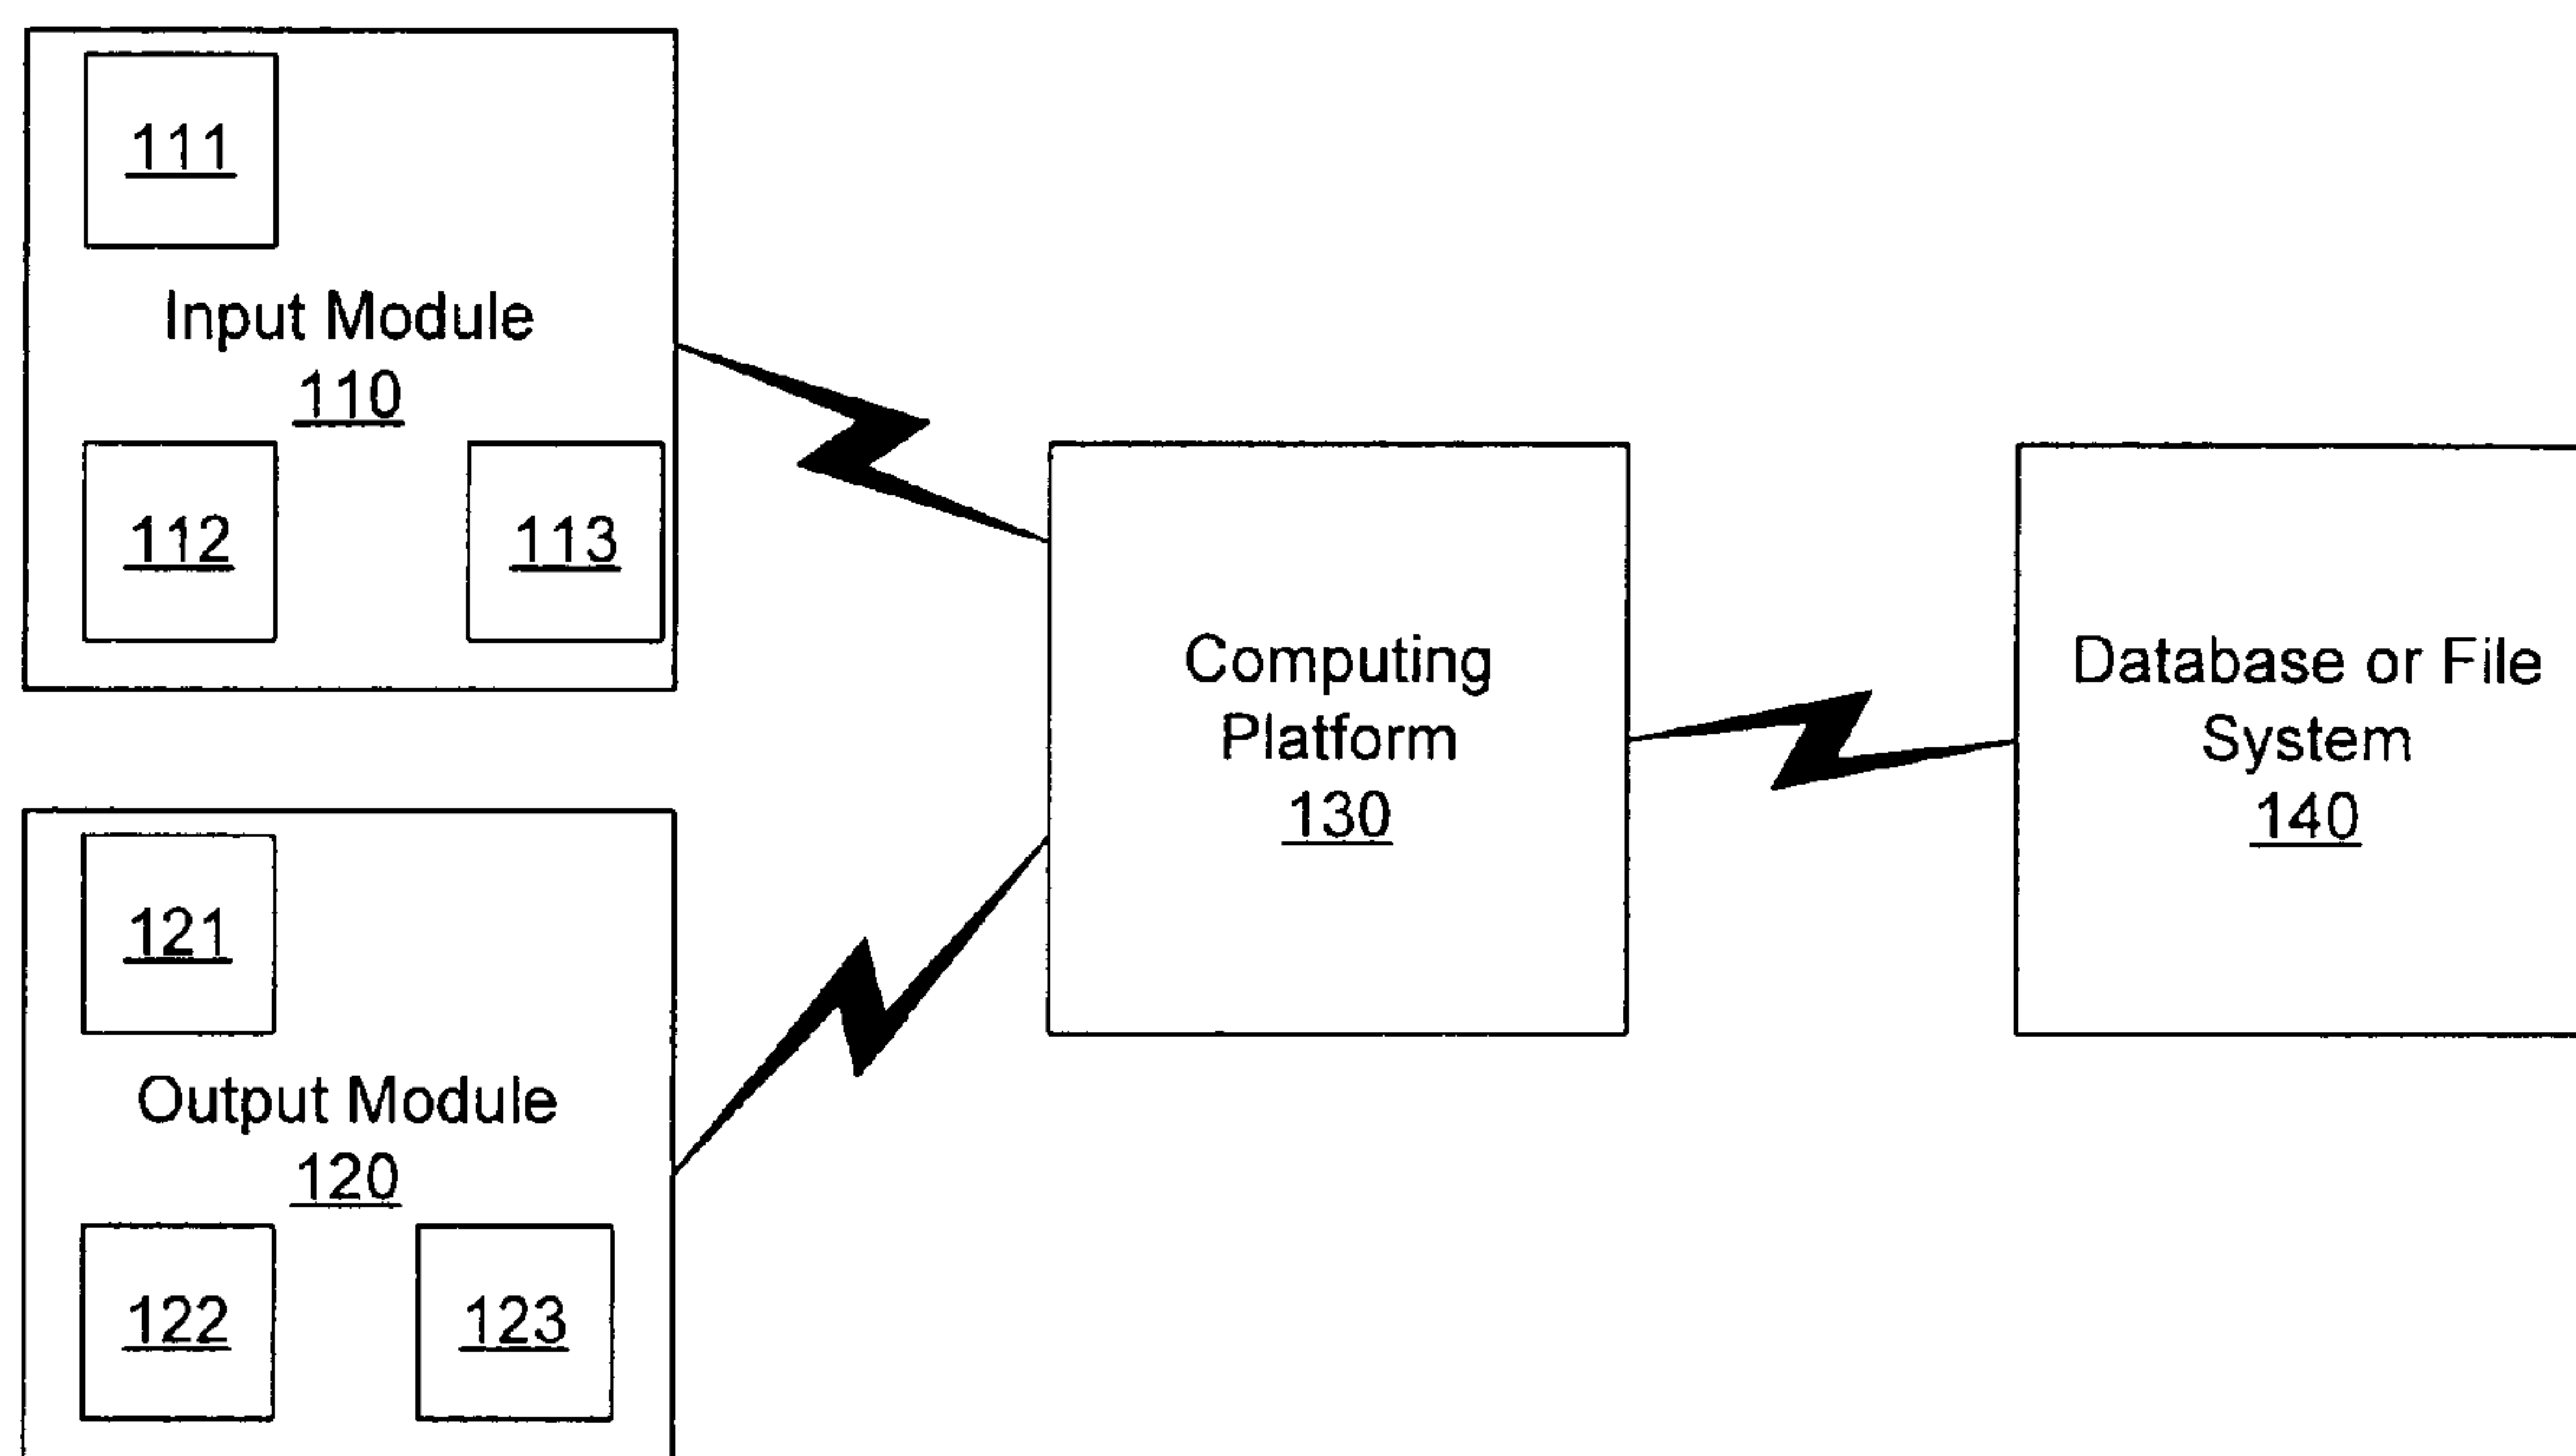 111
Input Module
110
112
113
Computing
Platform
130
Database or File
System
140
121
Output Module
120
122
123